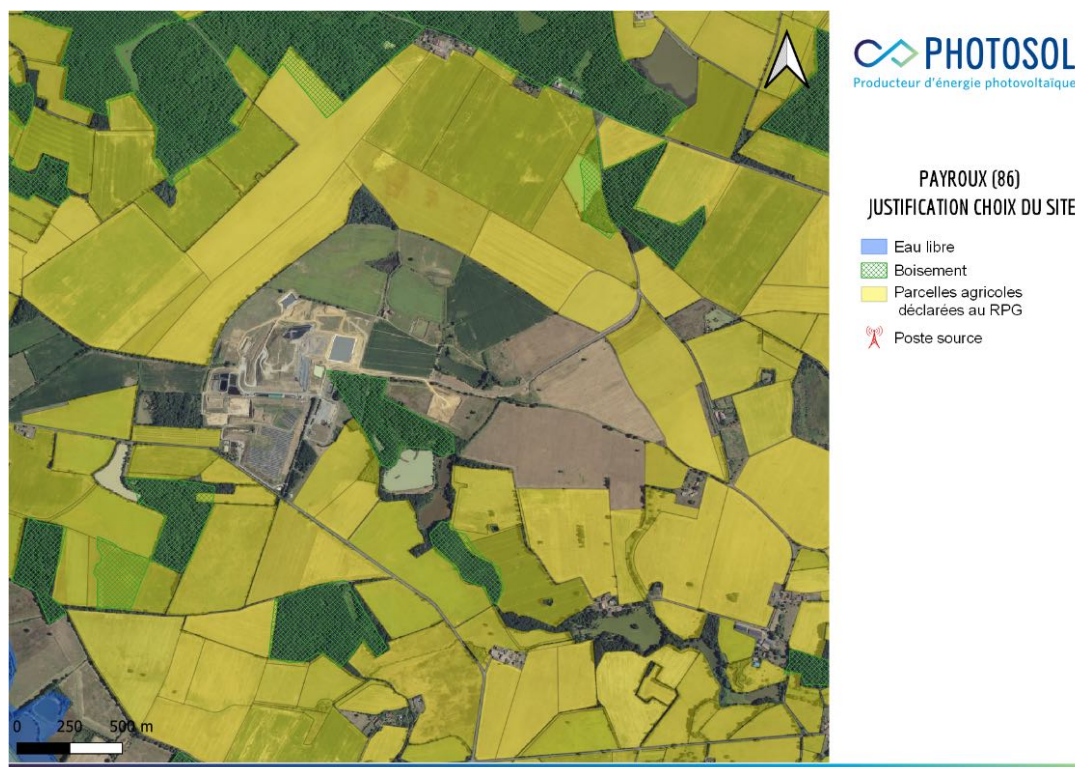 PHOTOSOL
Producteur d'énergie photovoltaïque
PAYROUX (86)
JUSTIFICATION CHOIX DU SITE
Eau libre
Boisement
Parcelles agricoles
déclarées au RPG
Poste source
0 250 500 m